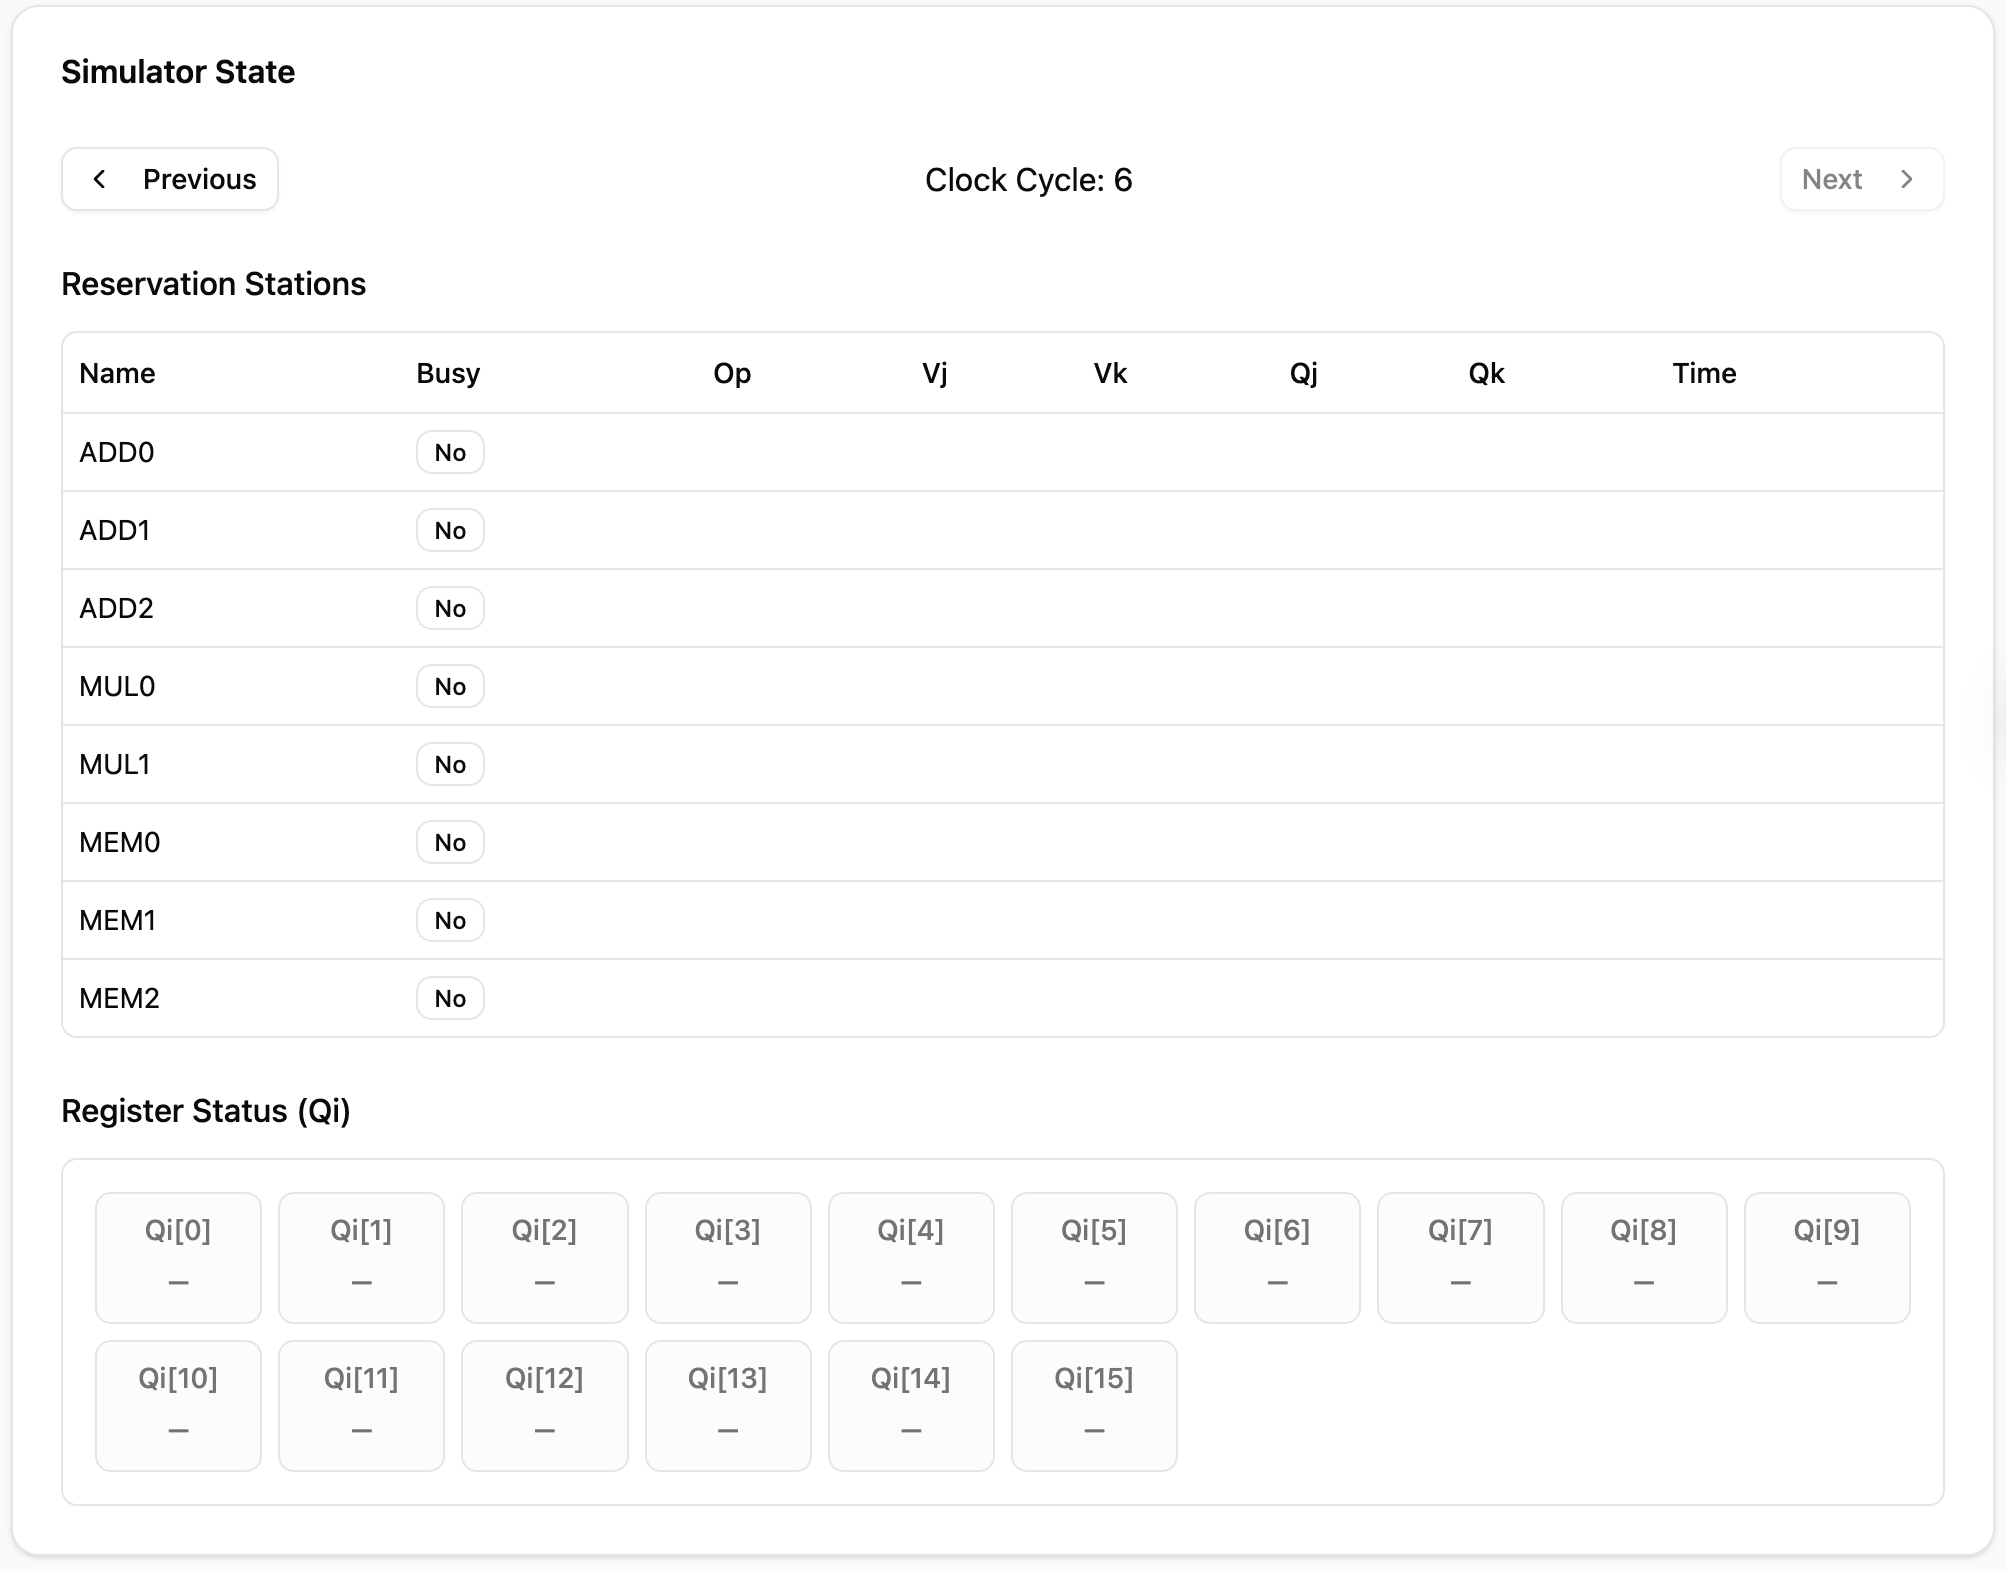 Simulator State
Previous
Clock Cycle: 6
Next
Reservation Stations
Name Busy Op Vj Vk Qj Qk Time
ADD0 No
ADD1 No
ADD2 No
MUL0 No
MUL1 No
MEM0 No
MEM1 No
MEM2 No
Register Status (Qi)
Qi[0] Qi[1] Qi[2] Qi[3] Qi[4] Qi[5] Qi[6] Qi[7] Qi[8] Qi[9]
– – – – – – – – – –
Qi[10] Qi[11] Qi[12] Qi[13] Qi[14] Qi[15]
– – – – – –